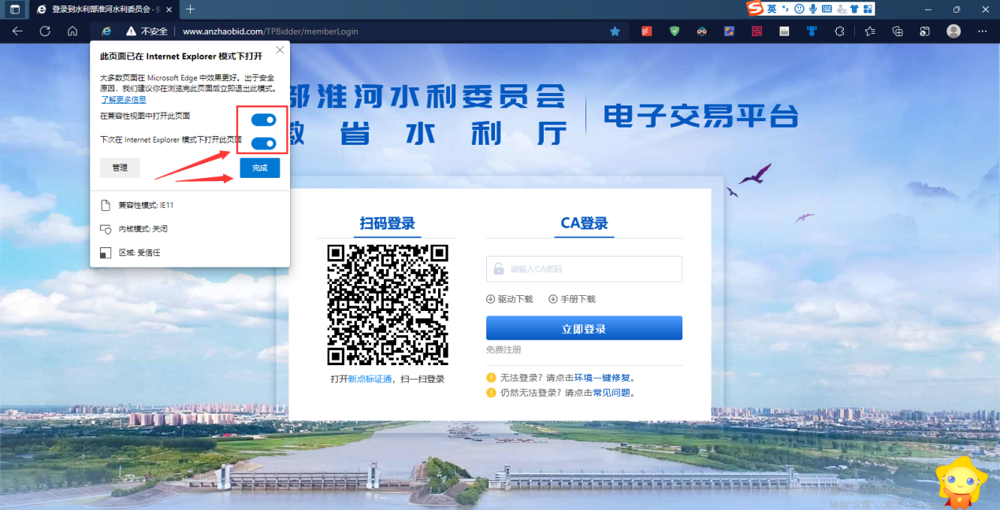 登录到水利部淮河水利委员会·
英
不安全
www.anzhaobid.com/TPBidder/memberLogin
此页面已在 Internet Explorer 模式下打开
大多数页面在 Microsoft Edge 中效果更好。出于安全
原因，我们建议你在浏览完此页面后立即退出此模式。
了解更多信息
在兼容性视图中打开此页面
下次在 Internet Explorer 模式下打开此页面
管理
完成
兼容性模式: IE11
内核模式: 关闭
区域: 受信任
部淮河水利委员会
徽省水利厅
电子交易平台
扫码登录
打开新点标证通，扫一扫登录
CA登录
请输入CA密码
驱动下载
手册下载
立即登录
免费注册
无法登录？请点击环境一键修复。
仍然无法登录？请点击常见问题。
Windows
转到"设置"以激活